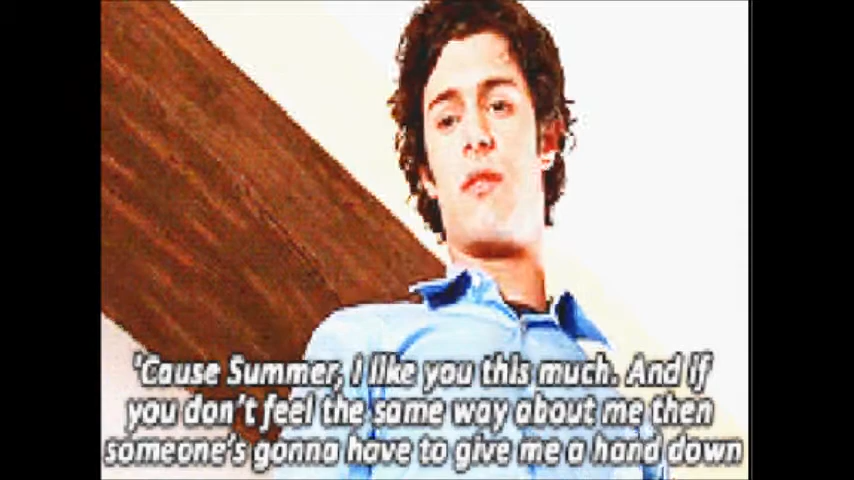 'Cause Summer, I like you this much. And if
you don't feel the same way about me then
someone's gonna have to give me a hand down